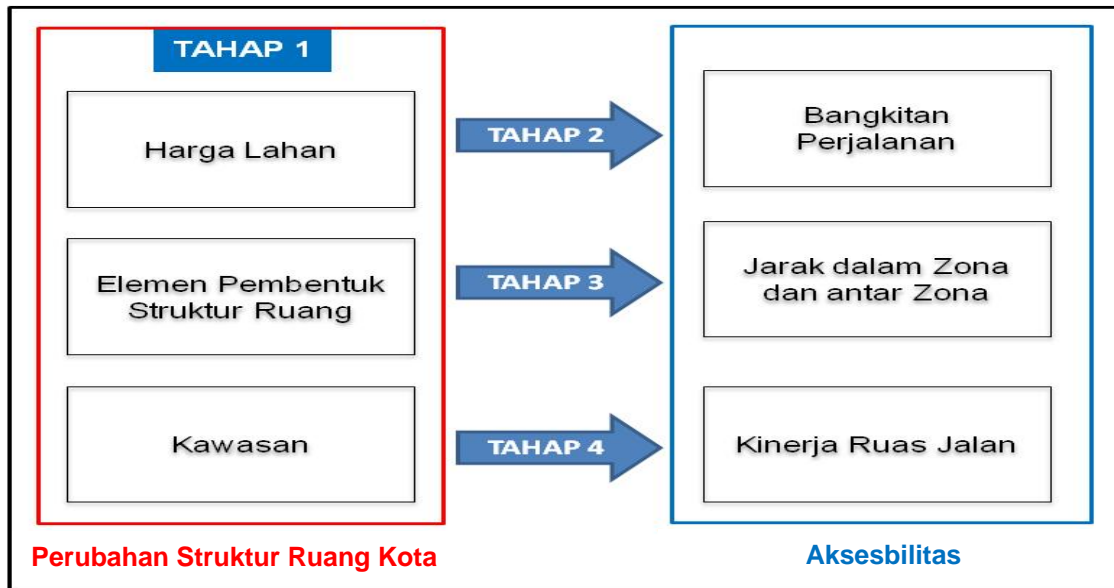 TAHAP 1
Harga Lahan
TAHAP 2
Bangkitan
Perjalanan
Elemen Pembentuk
Struktur Ruang
TAHAP 3
Jarak dalam Zona
dan antar Zona
Kawasan
TAHAP 4
Kinerja Ruas Jalan
Perubahan Struktur Ruang Kota
Aksesbilitas